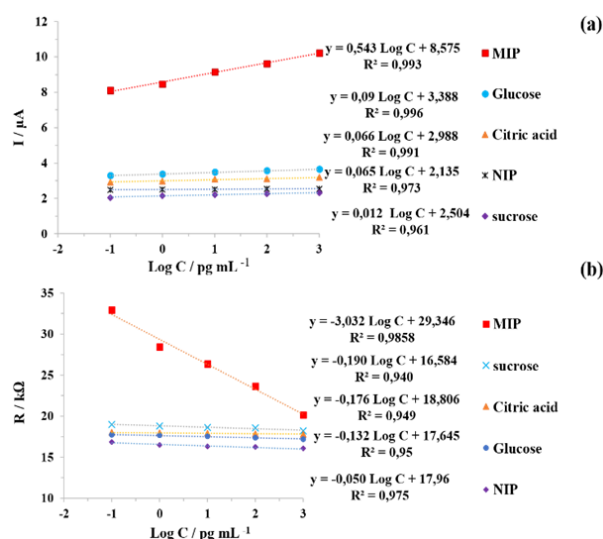 (a)
12
10
8
6
4
2
0
I / µA
-2
-1
0
1
2
3
Log C / pg mL -1
y = 0,543 Log C + 8,575
R² = 0,993
MIP
y = 0,09 Log C + 3,388
R² = 0,996
Glucose
y = 0,066 Log C + 2,988
R² = 0,991
Citric acid
y = 0,065 Log C + 2,135
R² = 0,973
NIP
y = 0,012 Log C + 2,504
R² = 0,961
sucrose
(b)
35
30
25
20
15
10
R / kΩ
-2
-1
0
1
2
3
Log C / pg mL -1
y = -3,032 Log C + 29,346
R² = 0,9858
MIP
y = -0,190 Log C + 16,584
R² = 0,940
sucrose
y = -0,176 Log C + 18,806
R² = 0,949
Citric acid
y = -0,132 Log C + 17,645
R² = 0,95
Glucose
y = -0,050 Log C + 17,96
R² = 0,975
NIP